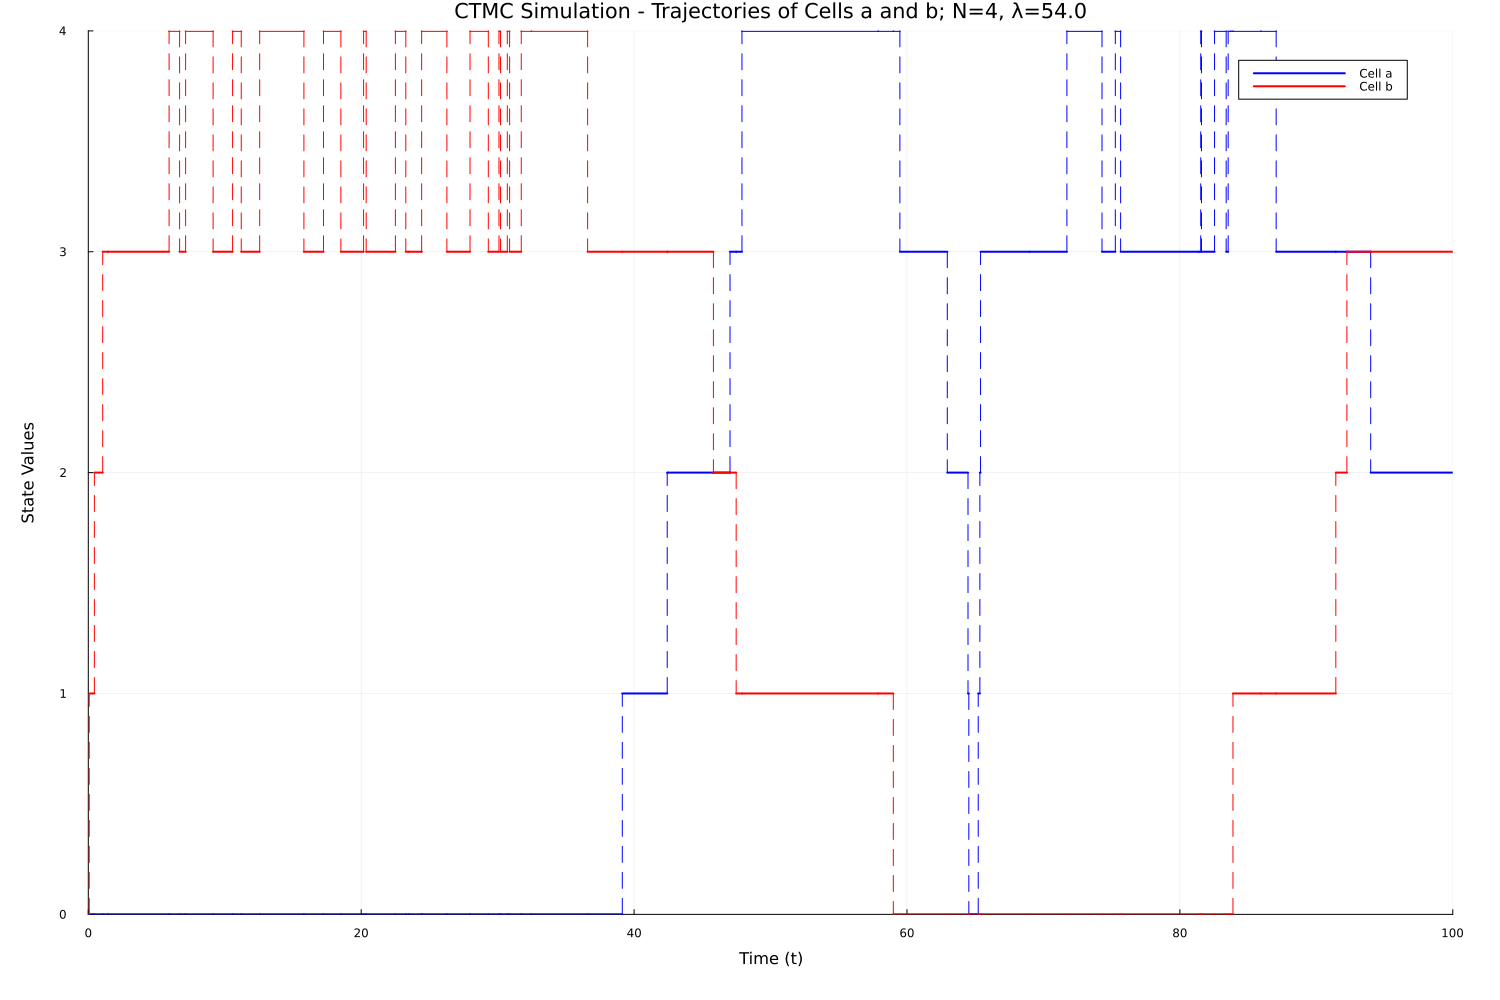 CTMC Simulation - Trajectories of Cells a and b; N=4, λ=54.0
4
Cell a
Cell b
3
State Values
2
1
0
0 20 40 60 80 100
Time (t)